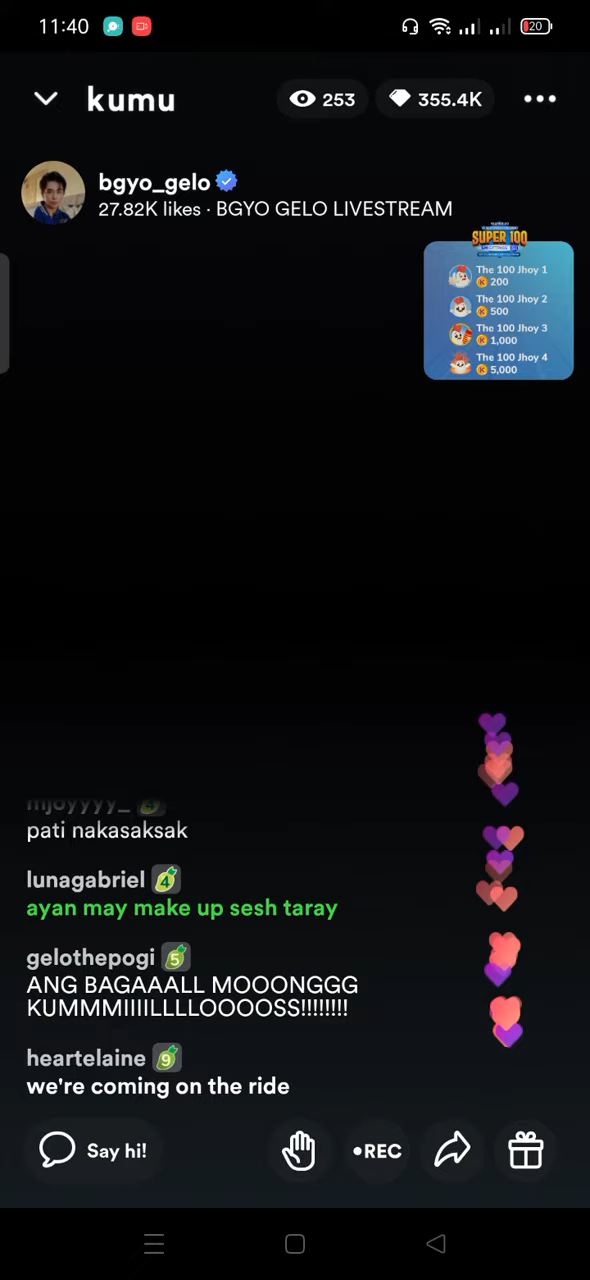 11:40
20
kumu
253
355.4K
bgyo_gelo
27.82K likes · BGYO GELO LIVESTREAM
SUPER 100
The 100 Jhoy 1
200
The 100 Jhoy 2
500
The 100 Jhoy 3
1,000
The 100 Jhoy 4
5,000
mjoyyyy_ 4
pati nakasaksak
lunagabriel 4
ayan may make up sesh taray
gelothepogi 5
ANG BAGAAALL MOOONGGG
KUMMMIIIILLLLOOOOSS!!!!!!!!
heartelaine 9
we're coming on the ride
Say hi!
•REC